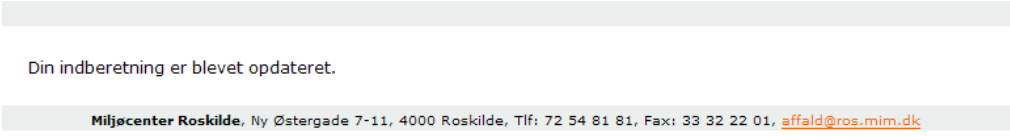 Din indberetning er blevet opdateret.
Miljøcenter Roskilde, Ny Østergade 7-11, 4000 Roskilde, Tlf: 72 54 81 81, Fax: 33 32 22 01, affald@ros.mim.dk